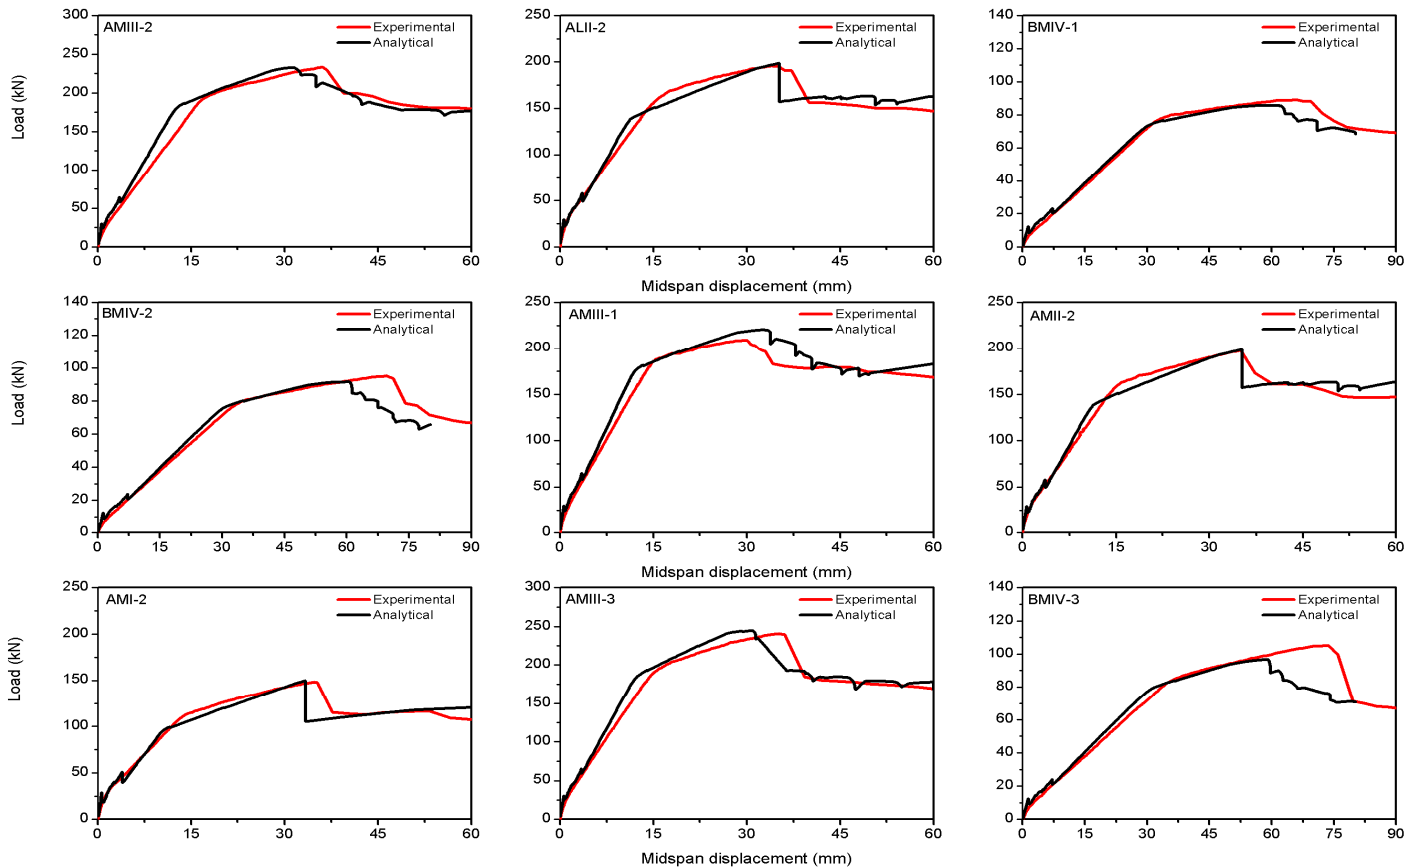 AMIII-2
Experimental
Analytical
Load (kN)
300
250
200
150
100
50
0
0 15 30 45 60
ALII-2
Experimental
Analytical
250
200
150
100
50
0
0 15 30 45 60
Midspan displacement (mm)
BMIV-1
Experimental
Analytical
140
120
100
80
60
40
20
0
0 15 30 45 60 75 90
BMIV-2
Experimental
Analytical
Load (kN)
140
120
100
80
60
40
20
0
0 15 30 45 60 75 90
AMIII-1
Experimental
Analytical
250
200
150
100
50
0
0 15 30 45 60
Midspan displacement (mm)
AMII-2
Experimental
Analytical
250
200
150
100
50
0
0 15 30 45 60
AMI-2
Experimental
Analytical
Load (kN)
250
200
150
100
50
0
0 15 30 45 60
AMIII-3
Experimental
Analytical
300
250
200
150
100
50
0
0 15 30 45 60
Midspan displacement (mm)
BMIV-3
Experimental
Analytical
140
120
100
80
60
40
20
0
0 15 30 45 60 75 90